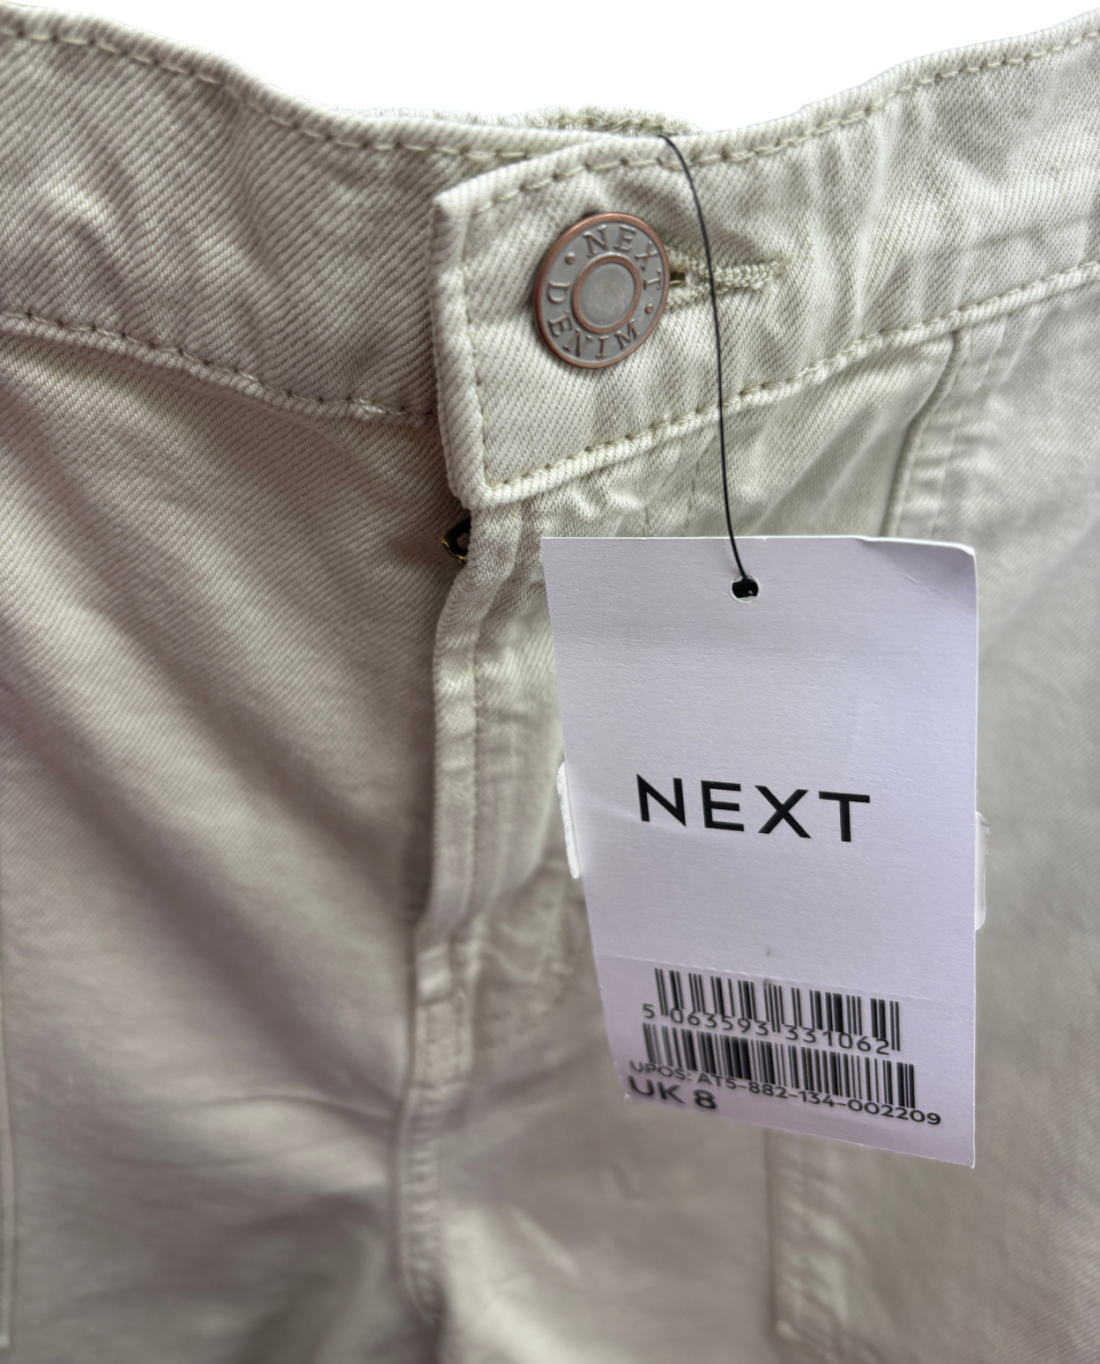 NEXT
DENIM
NEXT
5 063593 331062
UPOS: AT5-882-134-002209
UK 8